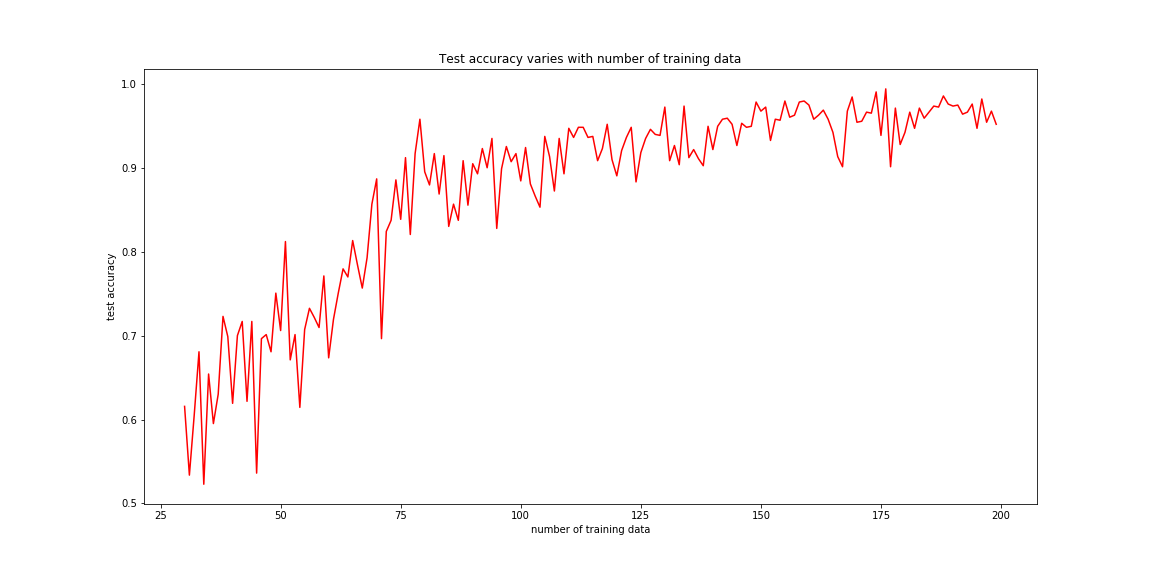 Test accuracy varies with number of training data
1.0
0.9
0.8
0.7
0.6
0.5
test accuracy
25 50 75 100 125 150 175 200
number of training data